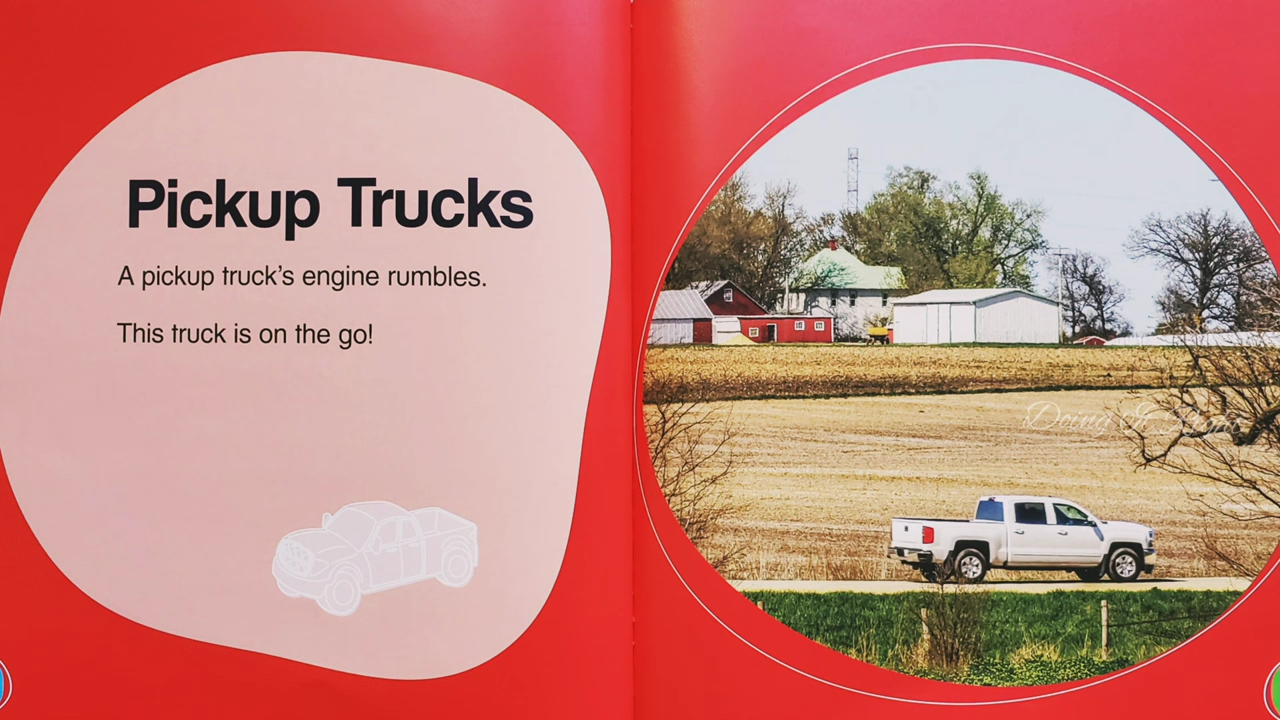 Pickup Trucks
A pickup truck’s engine rumbles.
This truck is on the go!